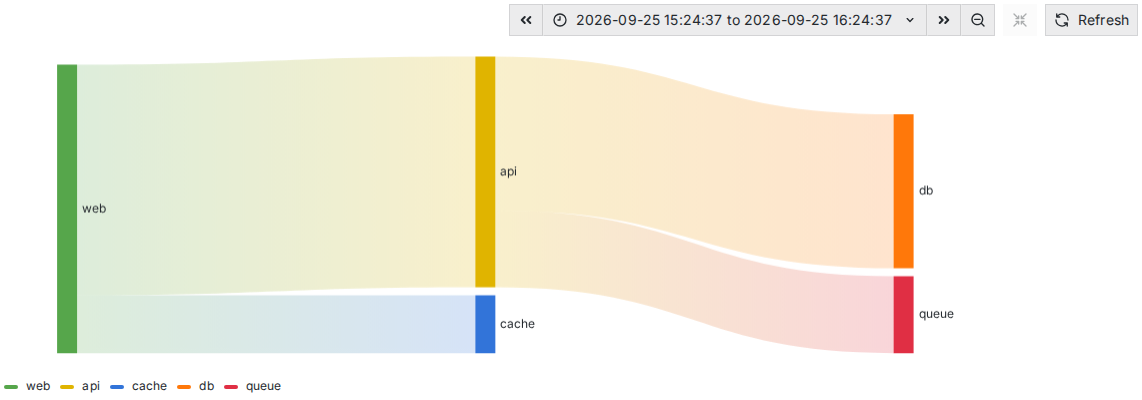 2026-09-25 15:24:37 to 2026-09-25 16:24:37 Refresh
api
db
web
queue
cache
web api cache db queue